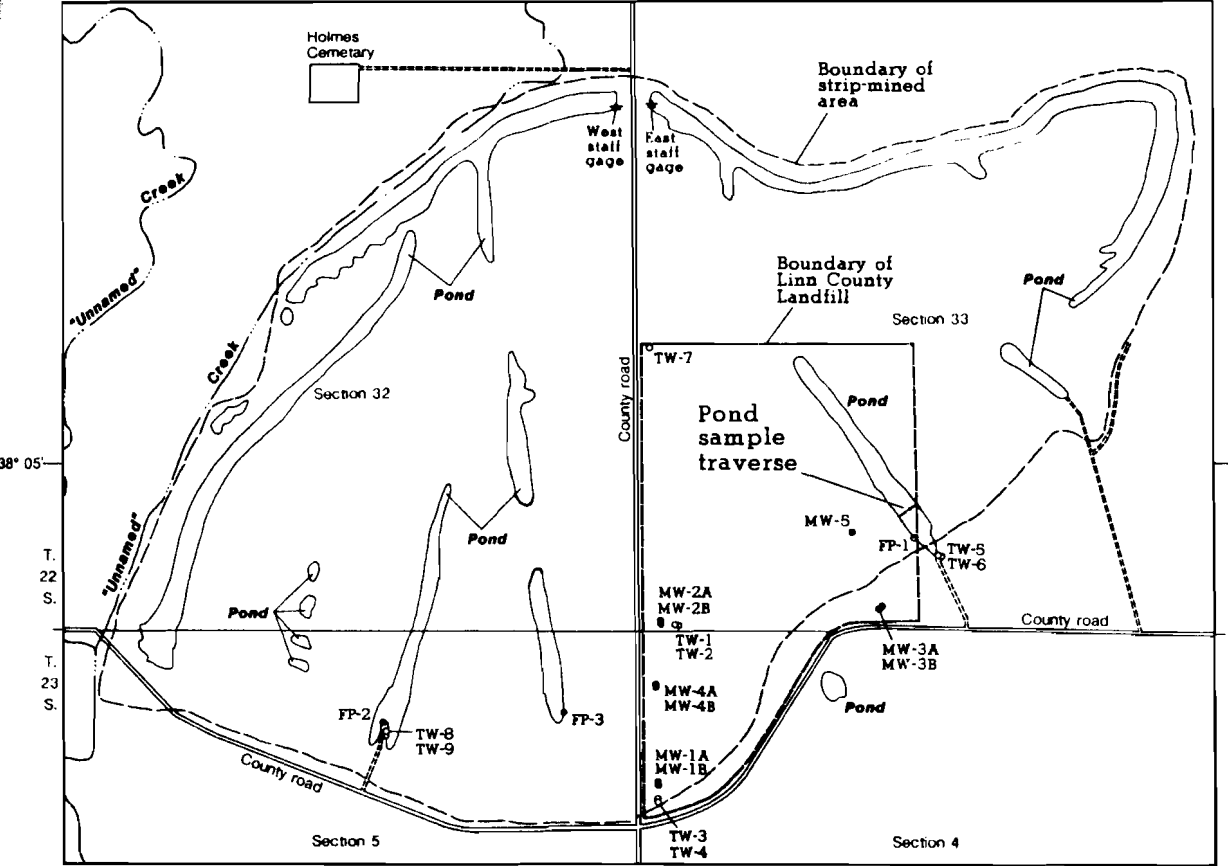 Holmes
Cemetary
Boundary of
strip-mined
area
West
staff
gage
East
staff
gage
Creek
"Unnamed"
Pond
Boundary of
Linn County
Landfill
Pond
Section 33
TW-7
County road
Creek
Section 32
Pond
Pond
sample
traverse
38° 05'
Pond
MW-5
FP-1
TW-5
TW-6
"Unnamed"
T.
22
S.
MW-2A
MW-2B
Pond
County road
TW-1
TW-2
MW-3A
MW-3B
T.
23
S.
MW-4A
MW-4B
Pond
FP-2
FP-3
TW-8
TW-9
MW-1A
MW-1B
County road
TW-3
TW-4
Section 5
Section 4